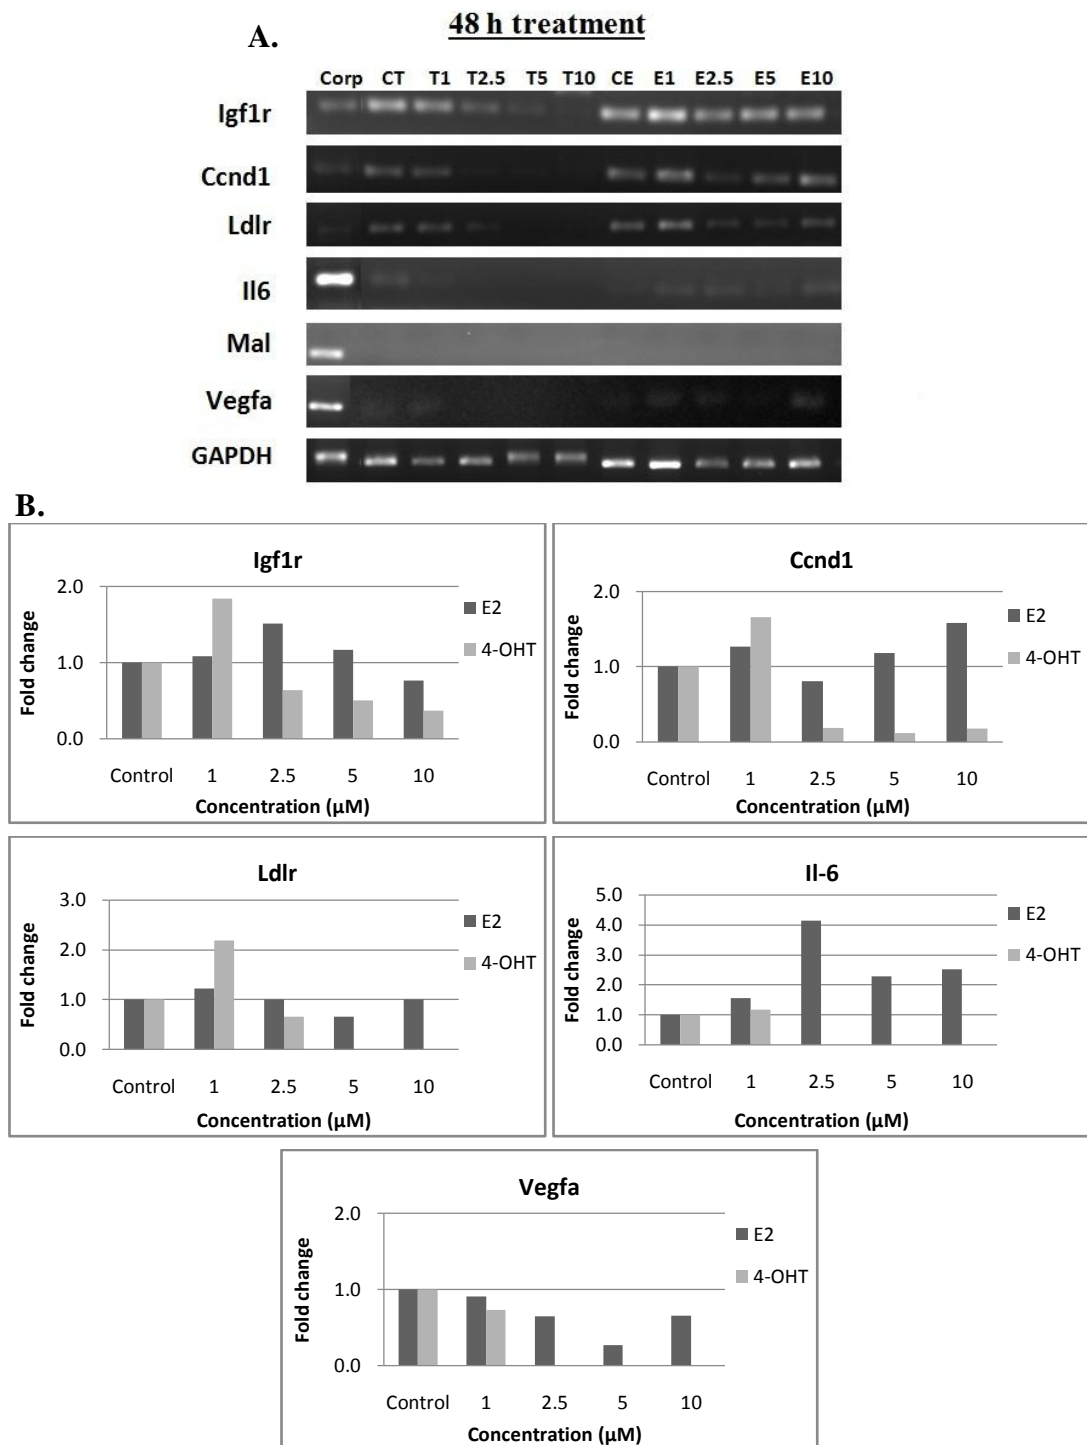 48 h treatment
A.
Corp CT T1 T2.5 T5 T10 CE E1 E2.5 E5 E10
Igf1r
Ccnd1
Ldlr
Il6
Mal
Vegfa
GAPDH
B.
Igf1r
Fold change
2.0
1.0
0.0
Control 1 2.5 5 10
Concentration (µM)
E2
4-OHT
Ccnd1
Fold change
2.0
1.0
0.0
Control 1 2.5 5 10
Concentration (µM)
E2
4-OHT
Ldlr
Fold change
3.0
2.0
1.0
0.0
Control 1 2.5 5 10
Concentration (µM)
E2
4-OHT
Il-6
Fold change
5.0
4.0
3.0
2.0
1.0
0.0
Control 1 2.5 5 10
Concentration (µM)
E2
4-OHT
Vegfa
Fold change
2.0
1.0
0.0
Control 1 2.5 5 10
Concentration (µM)
E2
4-OHT